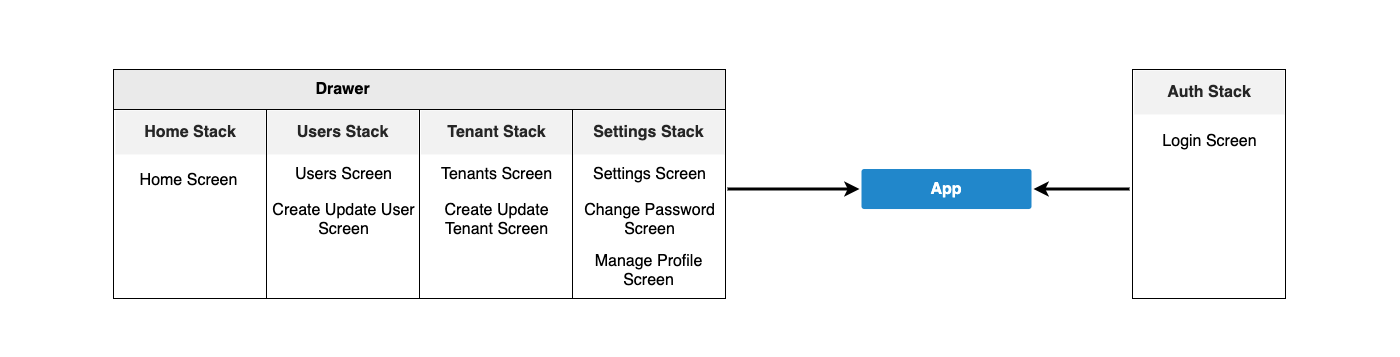 Drawer
Home Stack
Home Screen
Users Stack
Users Screen
Create Update User
Screen
Tenant Stack
Tenants Screen
Create Update
Tenant Screen
Settings Stack
Settings Screen
Change Password
Screen
Manage Profile
Screen
App
Auth Stack
Login Screen